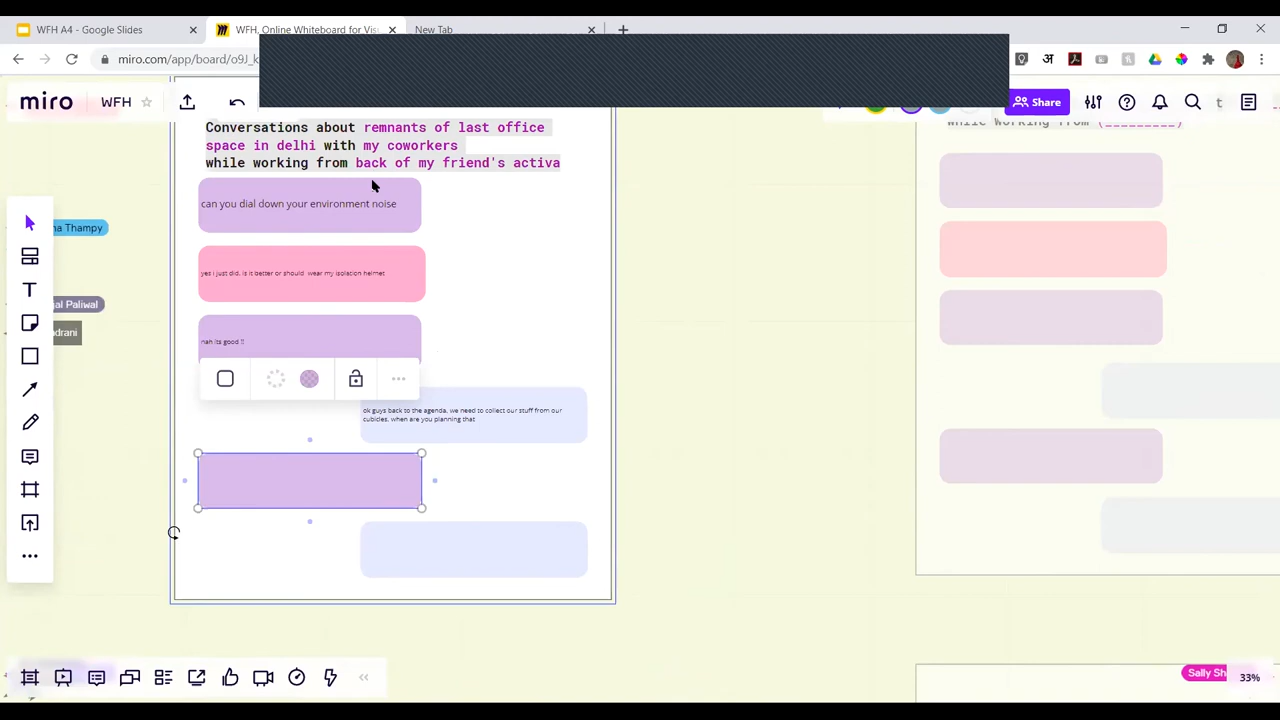 WFH A4 - Google Slides
WFH, Online Whiteboard for Vis
New Tab
miro.com/app/board/o9J_k
अ
miro
WFH
Share
t
Conversations about remnants of last office
space in delhi with my coworkers
while working from back of my friend's activa
while working from (_________)
can you dial down your environment noise
na Thampy
yes i just did, is it better or should wear my isolation helmet
al Paliwal
drani
nah its good !!
ok guys back to the agenda, we need to collect our stuff from our
cubicles. when are you planning that
T
Sally Sh
33%